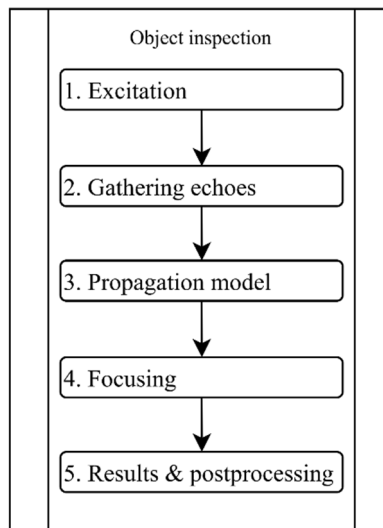 Object inspection
1. Excitation
2. Gathering echoes
3. Propagation model
4. Focusing
5. Results & postprocessing